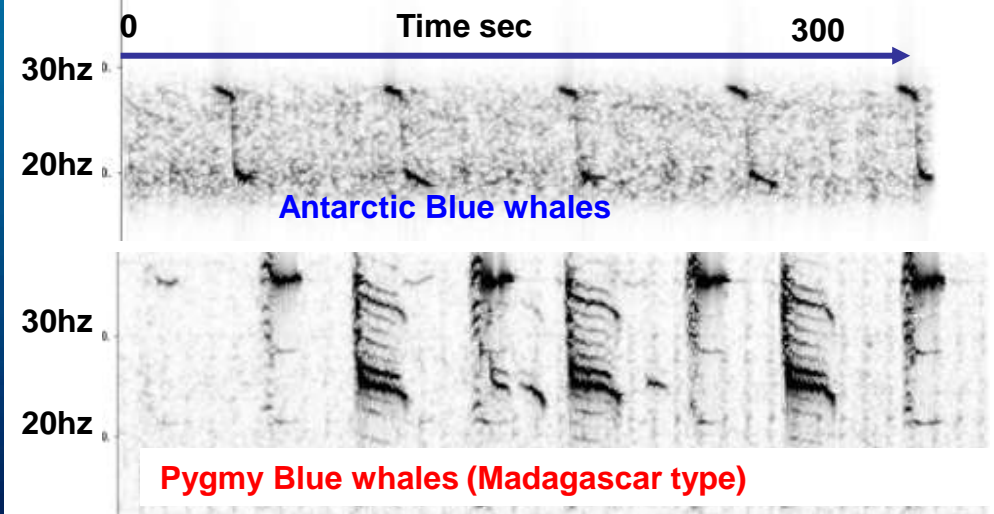 0 Time sec 300
30hz
20hz
Antarctic Blue whales
30hz
20hz
Pygmy Blue whales (Madagascar type)